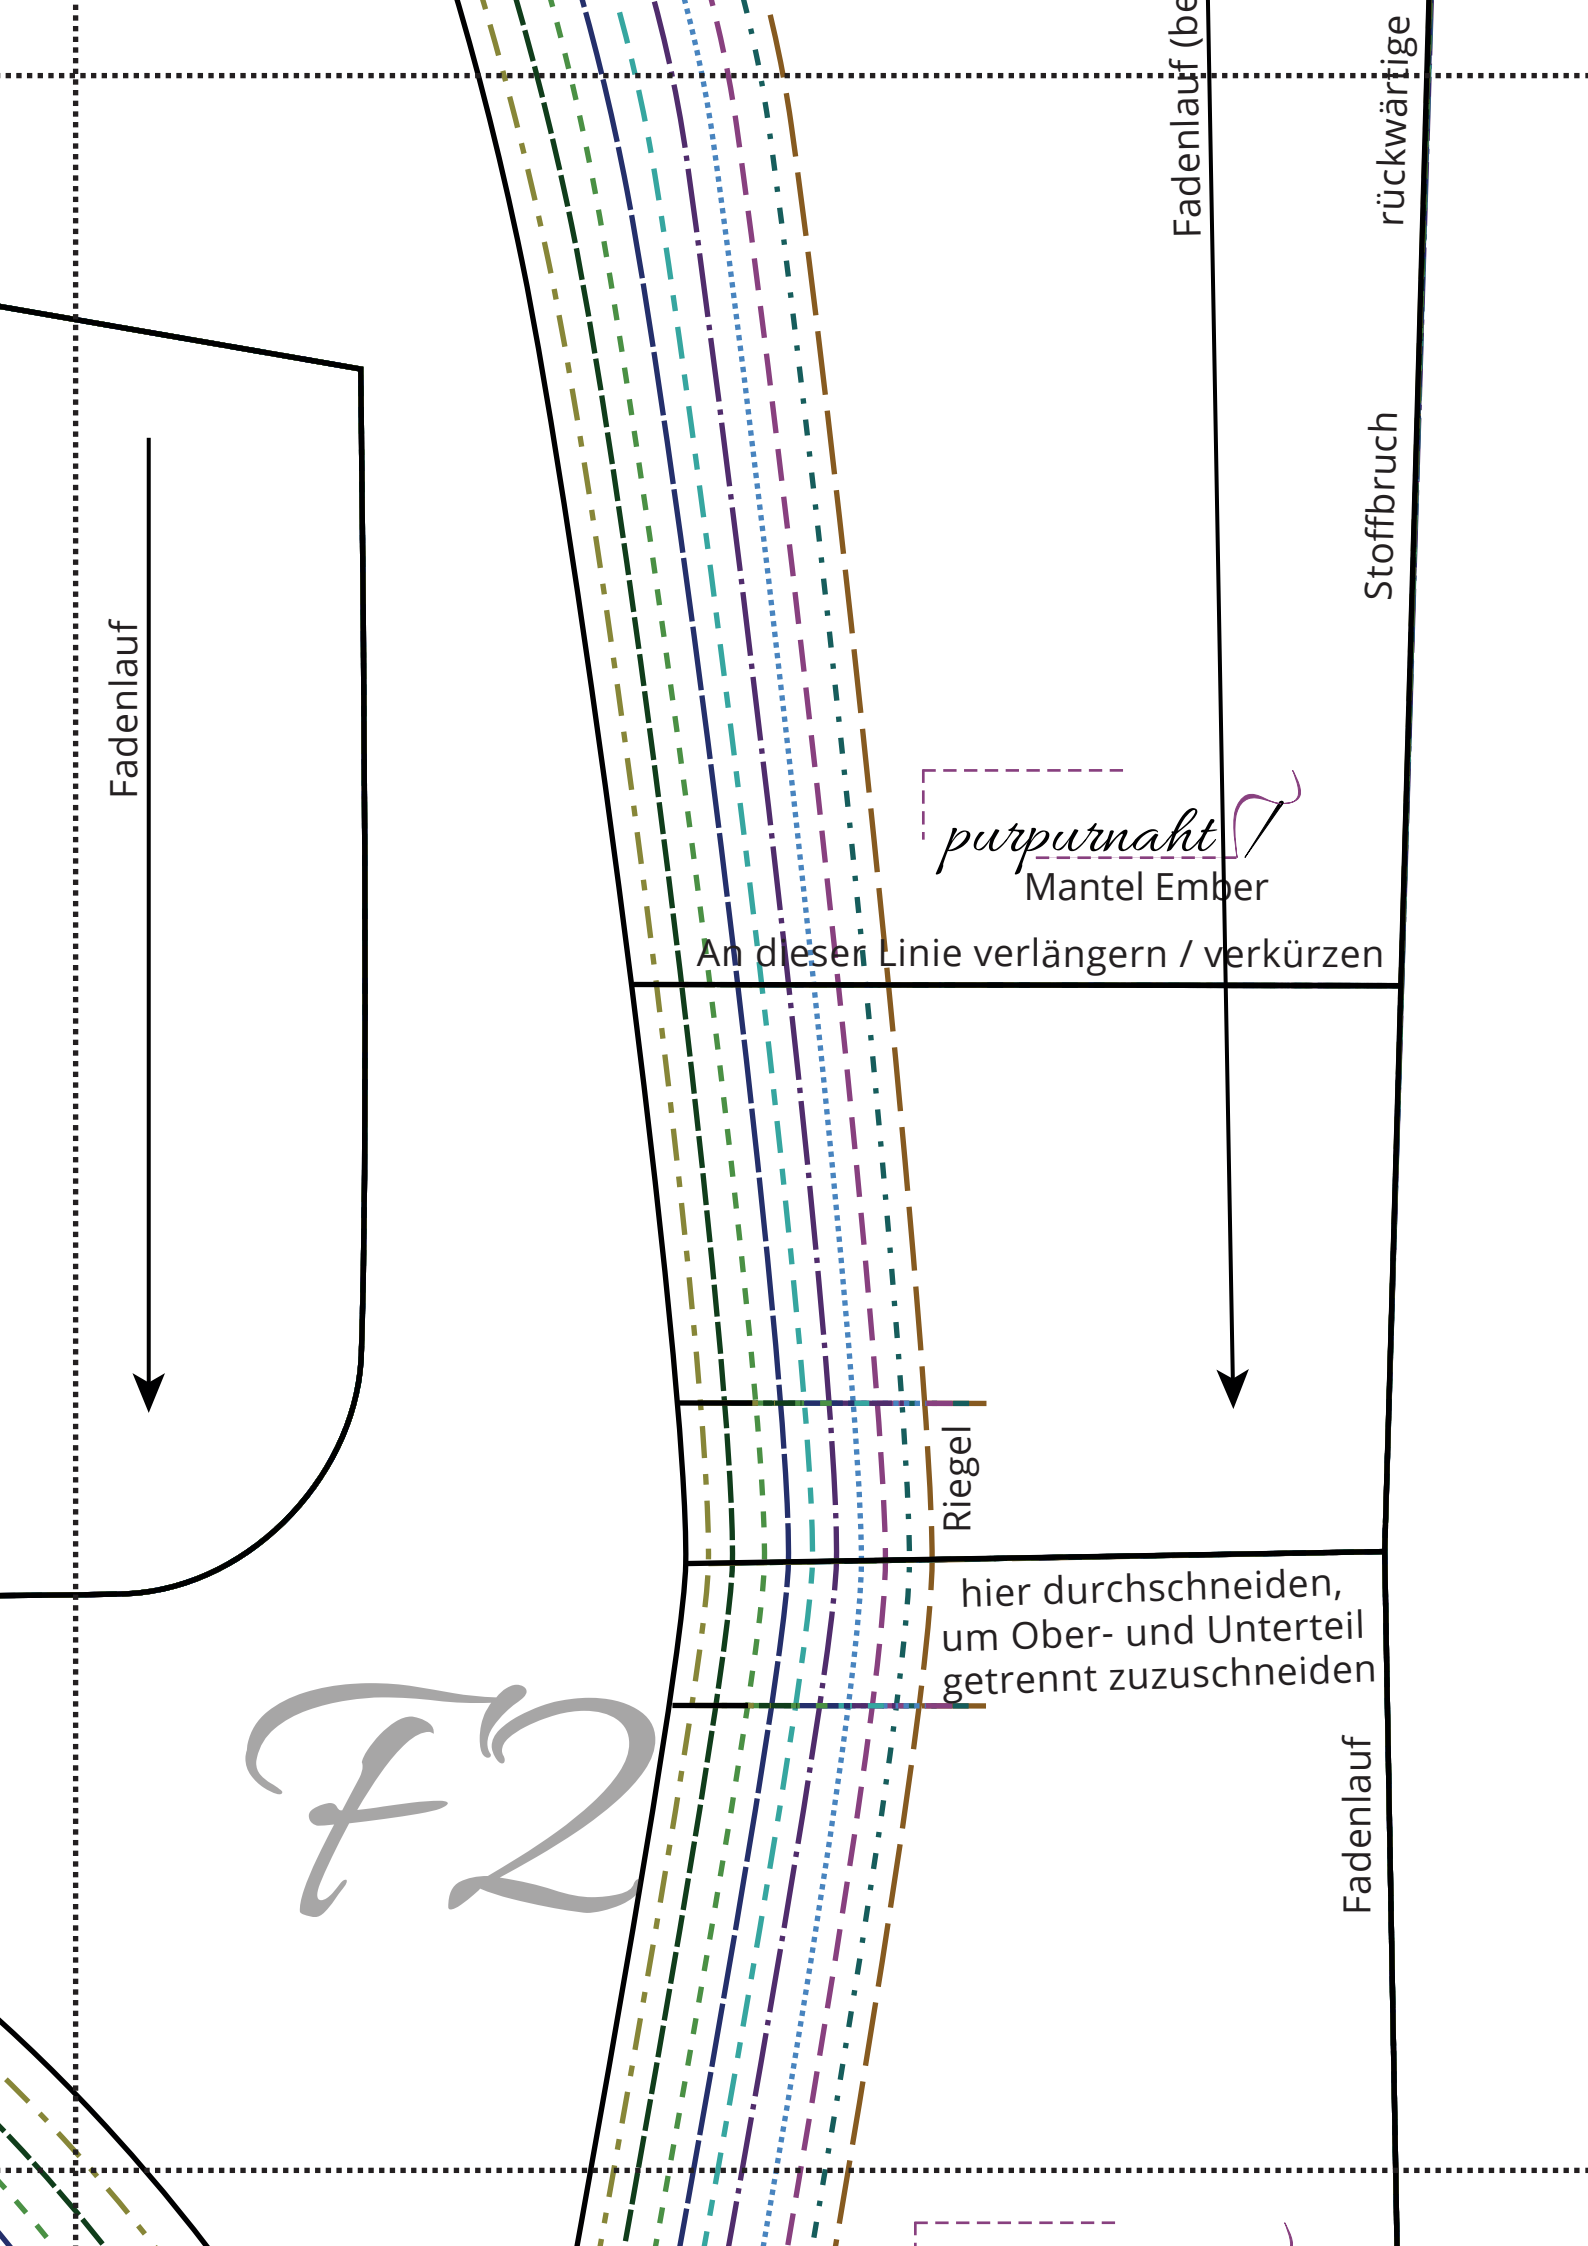 Fadenlauf (be
rückwärtige
Stoffbruch
Fadenlauf
purpurnaht
Mantel Ember
An dieser Linie verlängern / verkürzen
Riegel
hier durchschneiden,
um Ober- und Unterteil
getrennt zuzuschneiden
F2
Fadenlauf